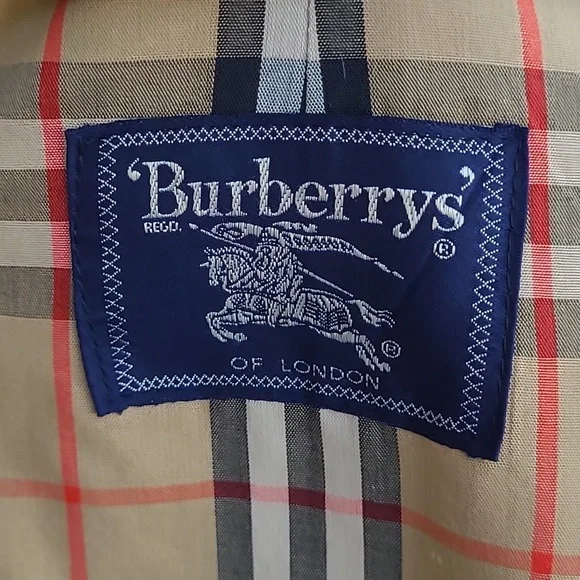 'Burberrys'
REGD. ®
®
OF LONDON